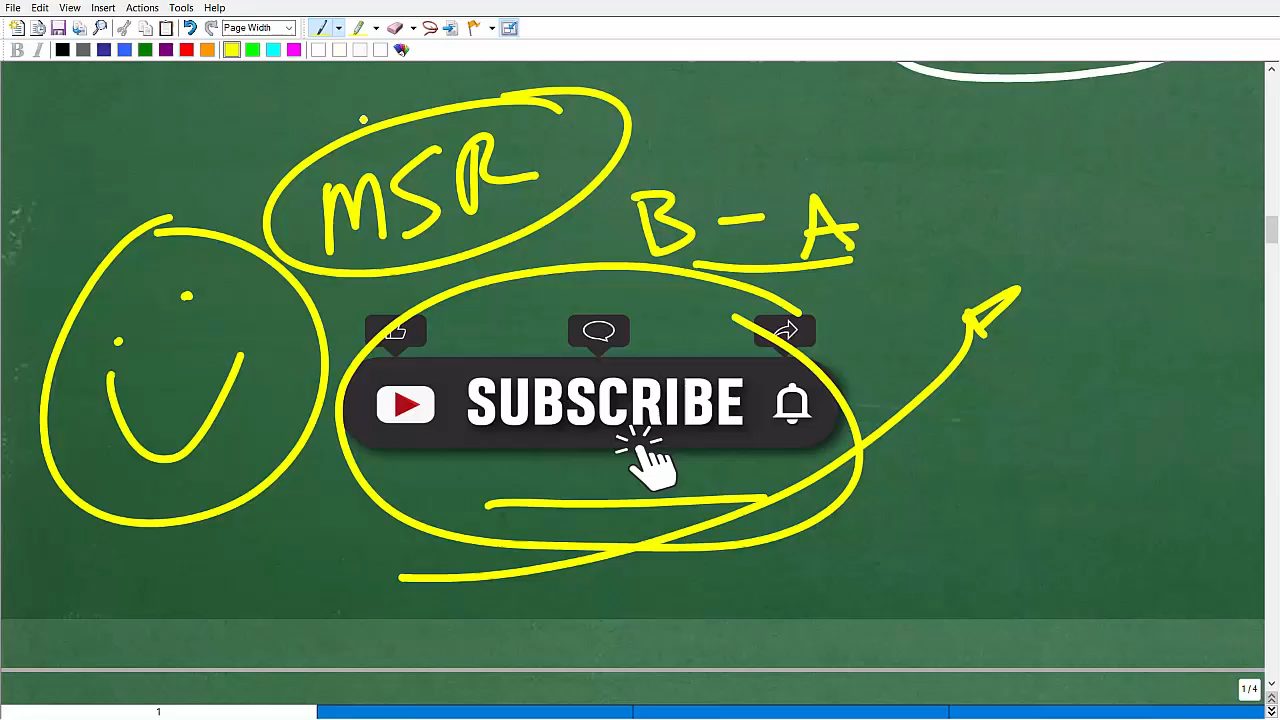 File Edit View Insert Actions Tools Help
Page Width
B I
MSR
B - A
SUBSCRIBE
1/4
1